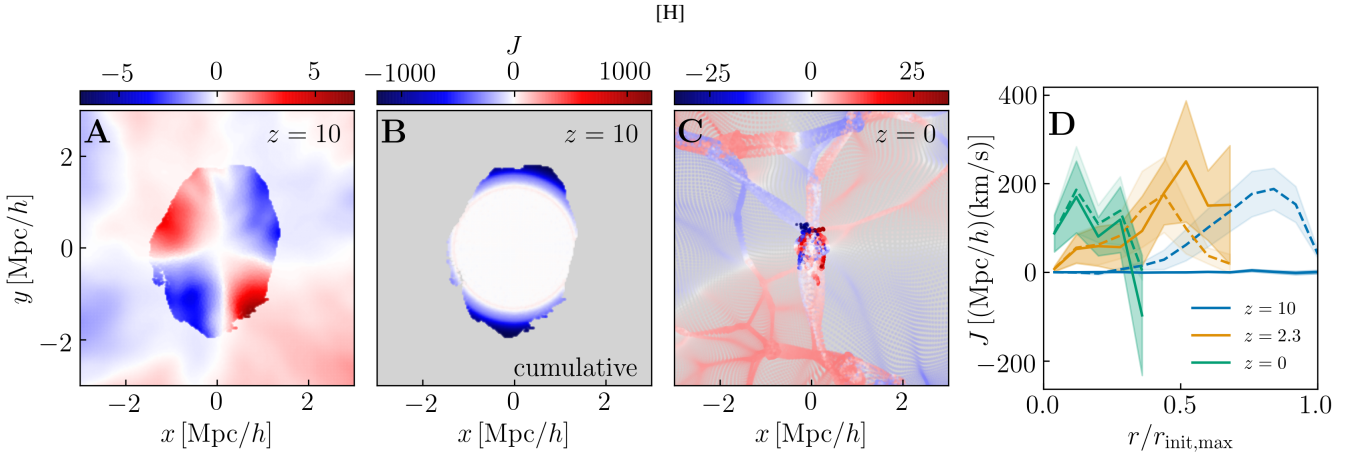 [H]
−5 0 5
J
−1000 0 1000
−25 0 25
A z = 10
B z = 10
cumulative
C z = 0
D
y [Mpc/h]
2
0
−2
−2 0 2
x [Mpc/h]
−2 0 2
x [Mpc/h]
−2 0 2
x [Mpc/h]
J [(Mpc/h)(km/s)]
400
200
0
−200
z = 10
z = 2.3
z = 0
0.0 0.5 1.0
r/r_init,max